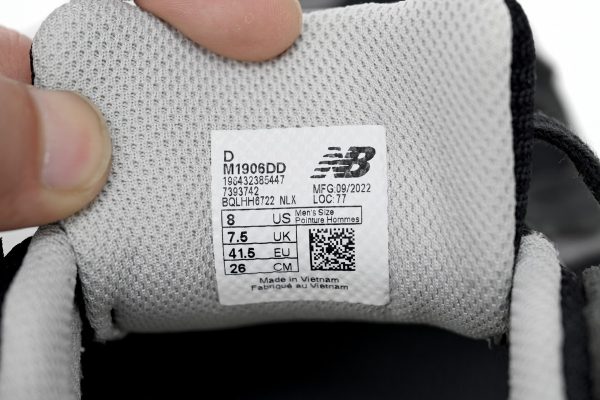 D
M1906DD
196432385447
7393742
BQLHH6722 NLX
NB
MFG.09/2022
LOC:77
8 US
7.5 UK
41.5 EU
26 CM
Men's Size
Pointure Hommes
Made in Vietnam
Fabriqué au Vietnam